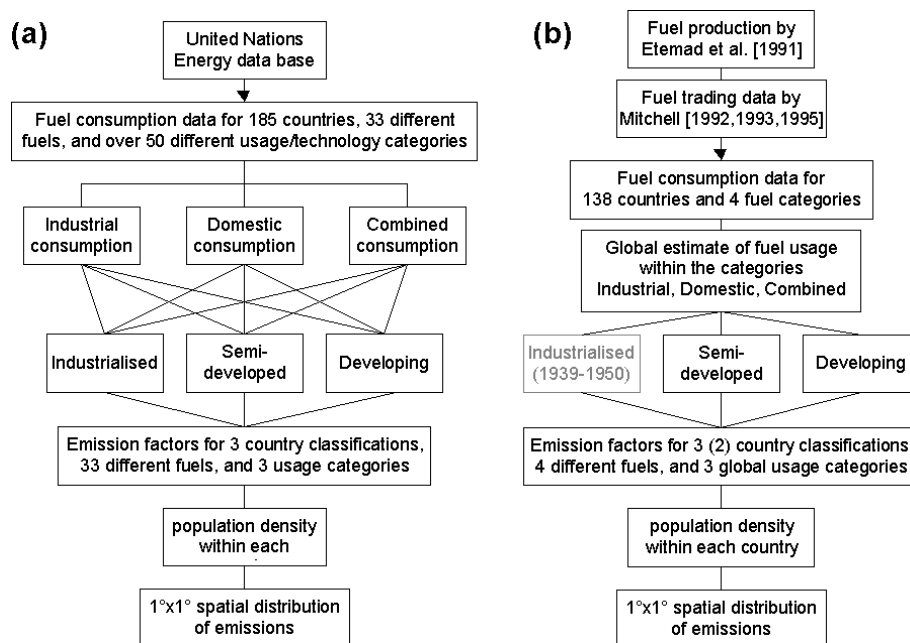 (a)
United Nations
Energy data base
Fuel consumption data for 185 countries, 33 different
fuels, and over 50 different usage/technology categories
Industrial
consumption
Domestic
consumption
Combined
consumption
Industrialised
Semi-
developed
Developing
Emission factors for 3 country classifications,
33 different fuels, and 3 usage categories
population density
within each
1°x1° spatial distribution
of emissions
(b)
Fuel production by
Etemad et al. [1991]
Fuel trading data by
Mitchell [1992,1993,1995]
Fuel consumption data for
138 countries and 4 fuel categories
Global estimate of fuel usage
within the categories
Industrial, Domestic, Combined
Industrialised
(1939-1950)
Semi-
developed
Developing
Emission factors for 3 (2) country classifications
4 different fuels, and 3 global usage categories
population density
within each country
1°x1° spatial distribution
of emissions